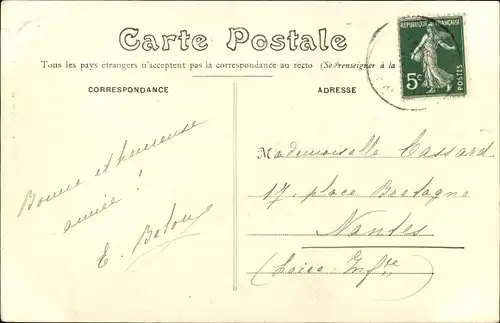 Carte Postale
Tous les pays étrangers n'acceptent pas la correspondance au recto (Se renseigner à la
CORRESPONDANCE
ADRESSE
REPUBLIQUE FRANÇAISE
5c
POSTES
Bonne et heureuse
année !
E.
Mademoiselle Cassard
17, place Bretagne
Nantes
(Loire-Infre)